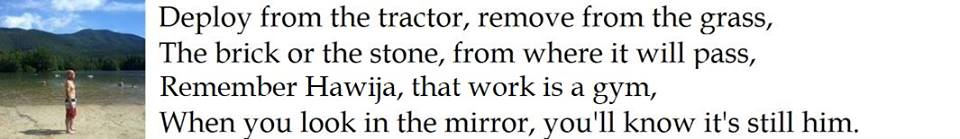 Deploy from the tractor, remove from the grass,
The brick or the stone, from where it will pass,
Remember Hawija, that work is a gym,
When you look in the mirror, you'll know it's still him.